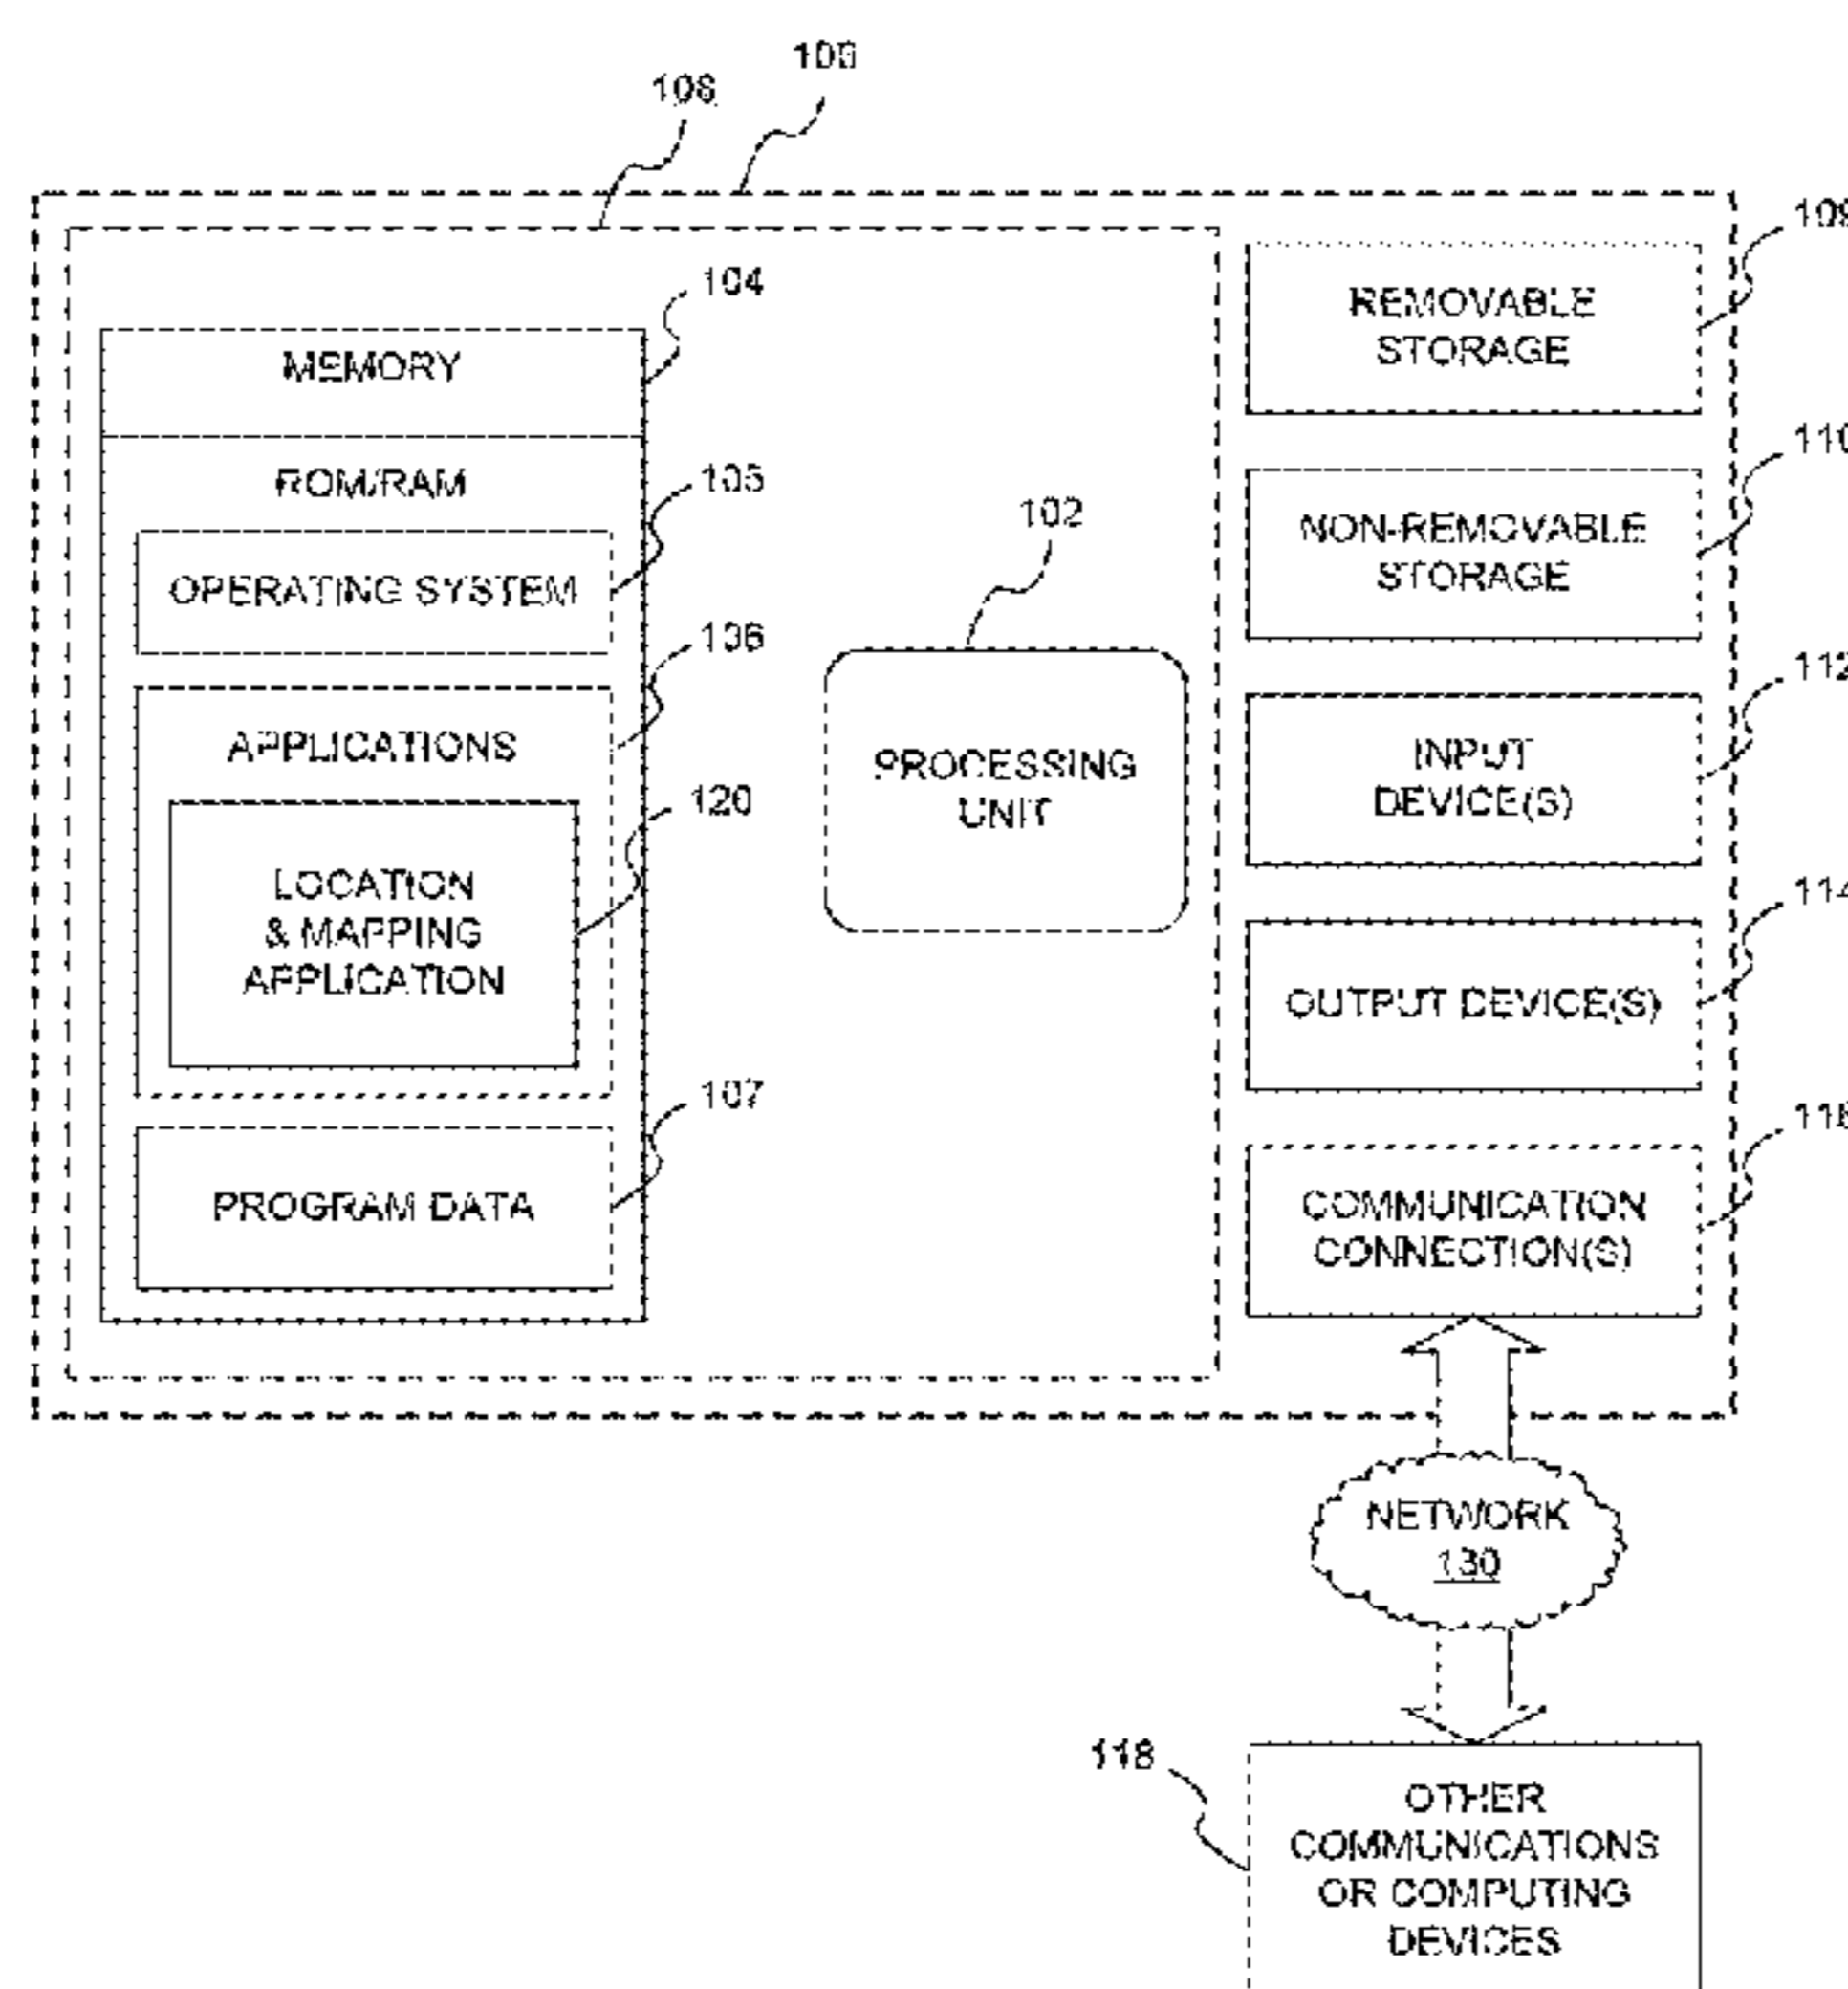 108
104
109
MEMORY
REMOVABLE
STORAGE
ROM/RAM
105
110
OPERATING SYSTEM
102
NON-REMOVABLE
STORAGE
112
APPLICATIONS
120
PROCESSING
UNIT
INPUT
DEVICE(S)
LOCATION
& MAPPING
APPLICATION
114
OUTPUT DEVICE(S)
107
PROGRAM DATA
COMMUNICATION
CONNECTION(S)
NETWORK
130
118
OTHER
COMMUNICATIONS
OR COMPUTING
DEVICES